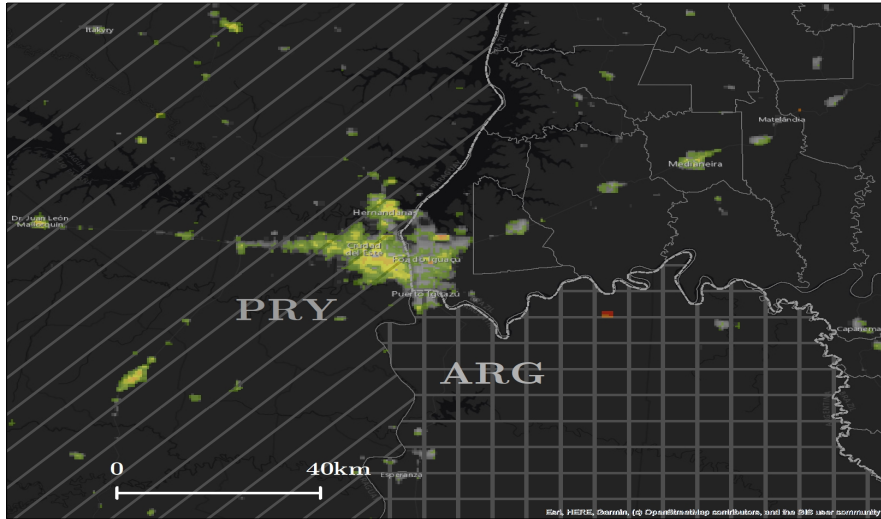 Itakyry
Matelândia
Medianeira
Dr. Juan León
Mallorquín
Hernandarias
Ciudad
del Este
Foz do Iguaçu
Puerto Iguazú
PRY
Capanema
ARG
0
40km
Esperanza
Esri, HERE, Garmin, (c) OpenStreetMap contributors, and the GIS user community